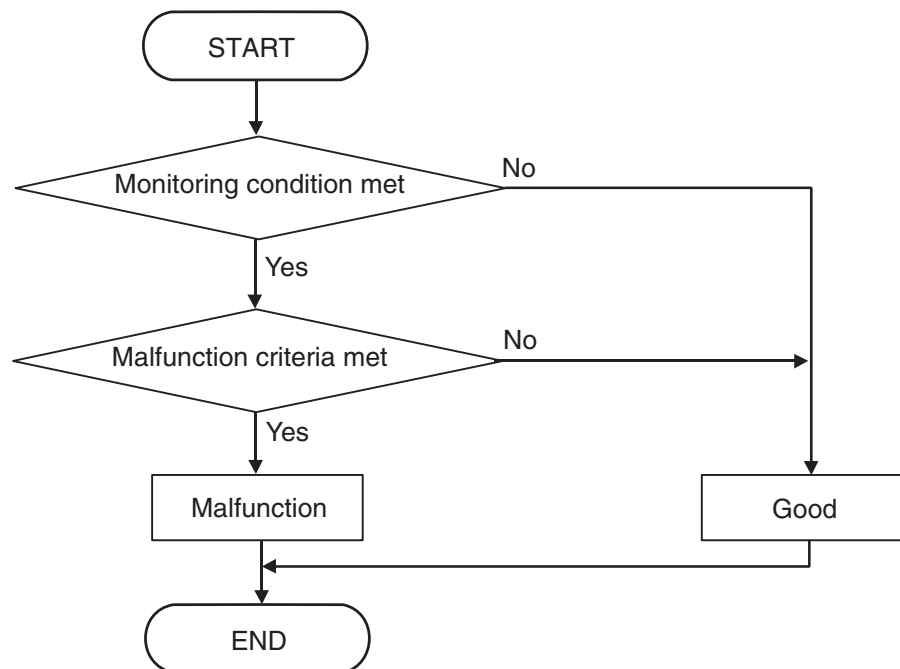 START
Monitoring condition met
No
Yes
Malfunction criteria met
No
Yes
Malfunction
Good
END